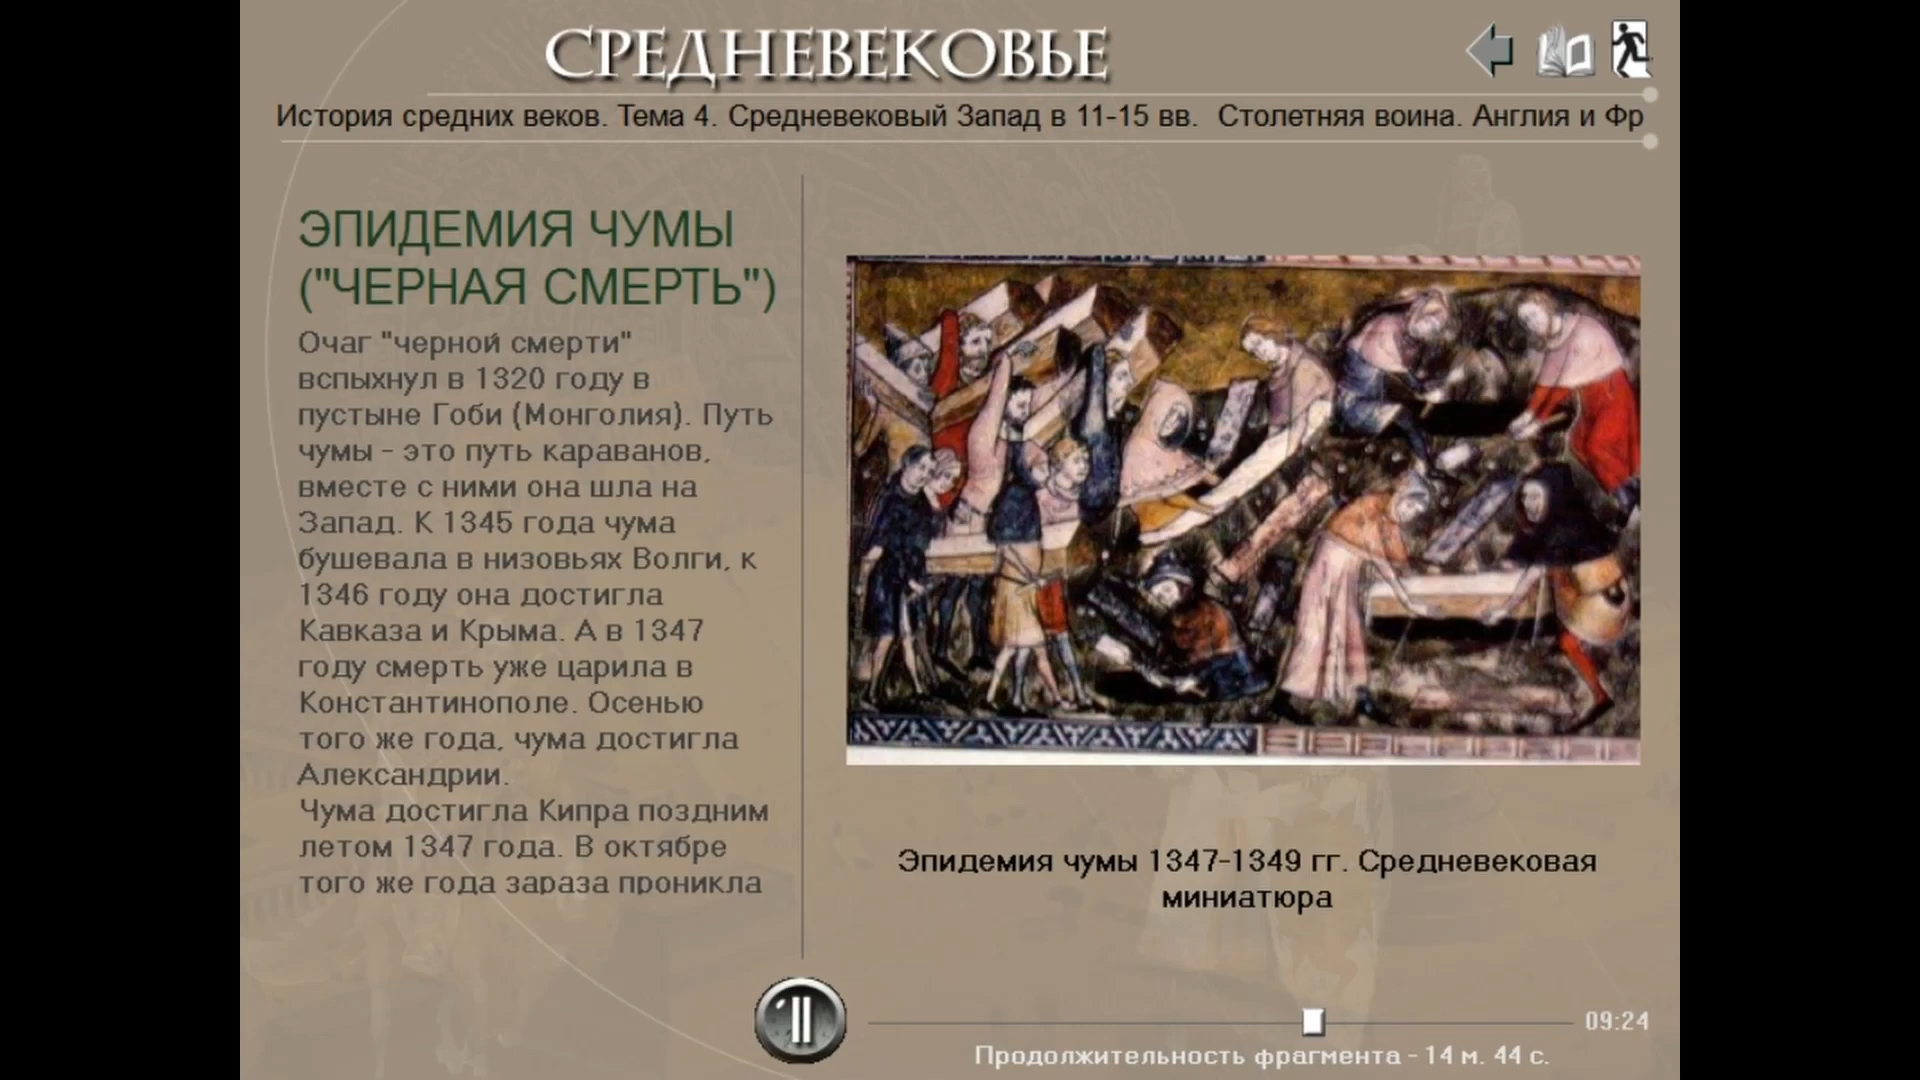 СРЕДНЕВЕКОВЬЕ
История средних веков. Тема 4. Средневековый Запад в 11-15 вв.  Столетняя воина. Англия и Фр
ЭПИДЕМИЯ ЧУМЫ
("ЧЕРНАЯ СМЕРТЬ")
Очаг "черной смерти"
вспыхнул в 1320 году в
пустыне Гоби (Монголия). Путь
чумы - это путь караванов,
вместе с ними она шла на
Запад. К 1345 года чума
бушевала в низовьях Волги, к
1346 году она достигла
Кавказа и Крыма. А в 1347
году смерть уже царила в
Константинополе. Осенью
того же года, чума достигла
Александрии.
Чума достигла Кипра поздним
летом 1347 года. В октябре
того же года зараза проникла
Эпидемия чумы 1347-1349 гг. Средневековая
миниатюра
09:24
Продолжительность фрагмента - 14 м. 44 с.